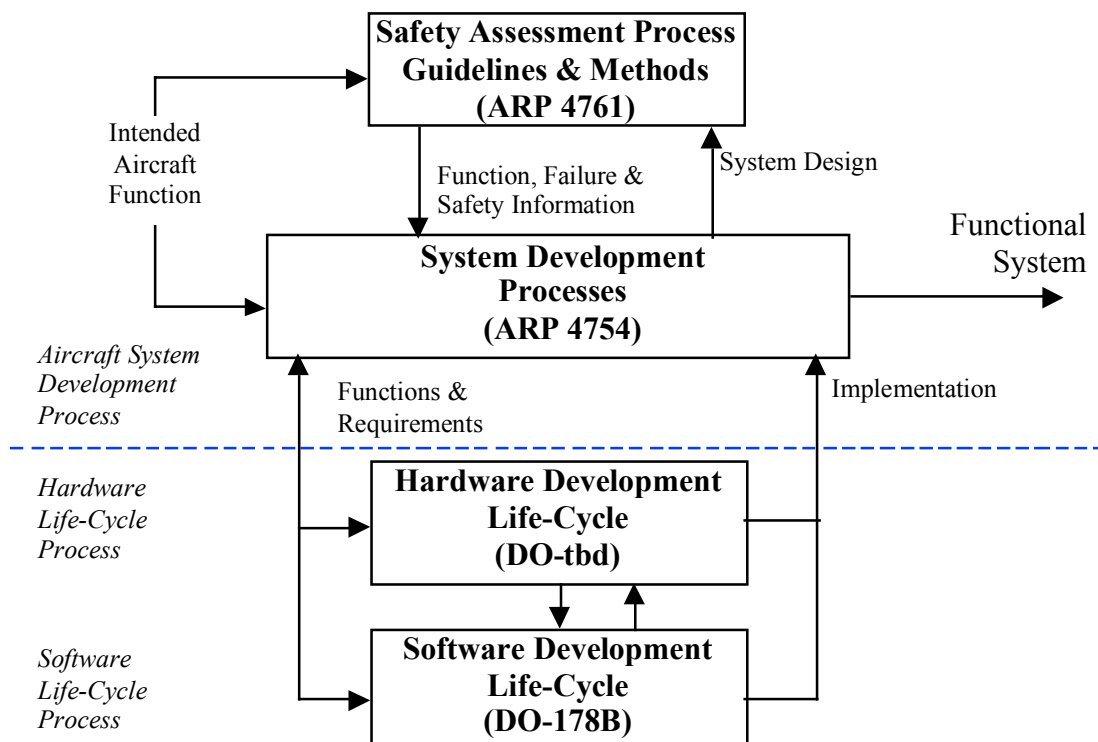 Safety Assessment Process
Guidelines & Methods
(ARP 4761)
Intended
Aircraft
Function
Function, Failure &
Safety Information
System Design
System Development
Processes
(ARP 4754)
Functional
System
Aircraft System
Development
Process
Functions &
Requirements
Implementation
Hardware
Life-Cycle
Process
Hardware Development
Life-Cycle
(DO-tbd)
Software
Life-Cycle
Process
Software Development
Life-Cycle
(DO-178B)